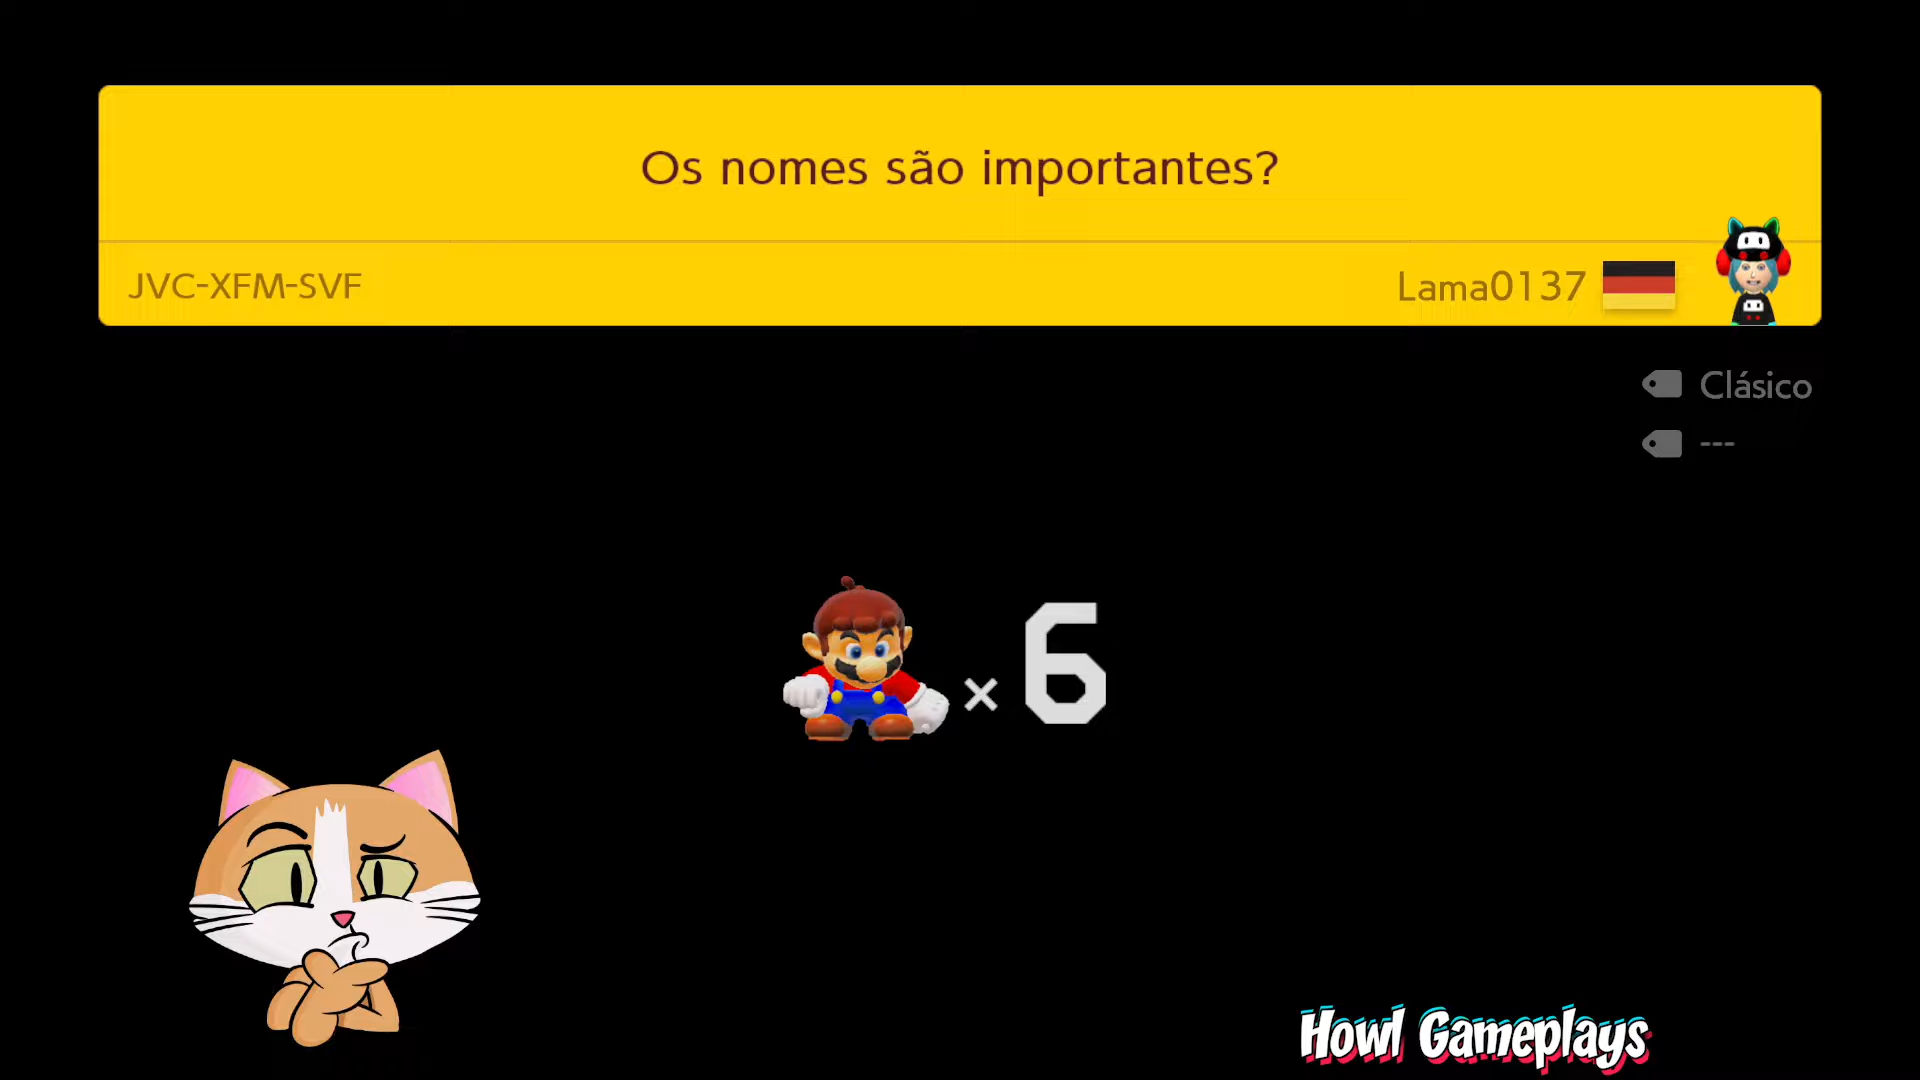 Os nomes são importantes?
JVC-XFM-SVF
Lama0137
Clásico
---
× 6
Howl Gameplays